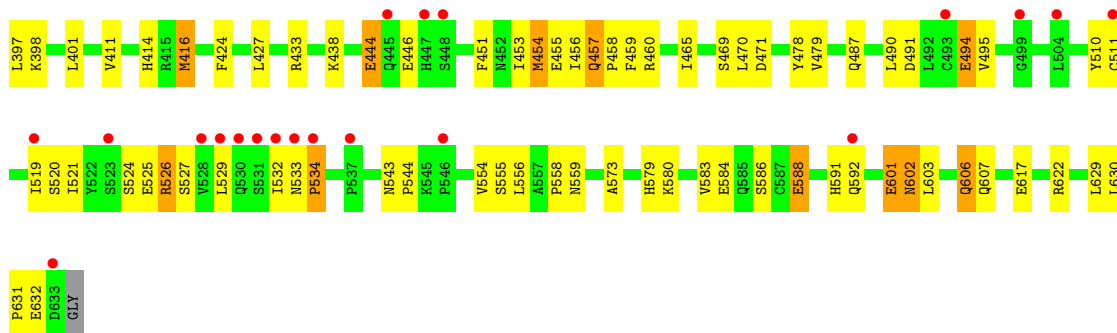 L397 K398 L401 V411 H414 R415 M416 F424 L427 R433 K438 E444 Q445 E446 H447 S448 F451 N452 I453 M454 E455 I456 Q457 P458 F459 R460 I465 S469 L470 D471 Y478 V479 Q487 L490 D491 L492 C493 E494 V495 G499 L504 Y510 C511
I519 S520 I521 Y522 S523 S524 E525 R526 S527 V528 L529 Q530 S531 I532 N533 P534 P537 N543 P544 K545 P546 V554 S555 L556 A557 P558 N559 A573 H579 K580 V583 E584 Q585 S586 C587 E588 H591 Q592 E601 N602 L603 Q606 Q607 E617 R622 L629 L630
P631 E632 D633 GLY